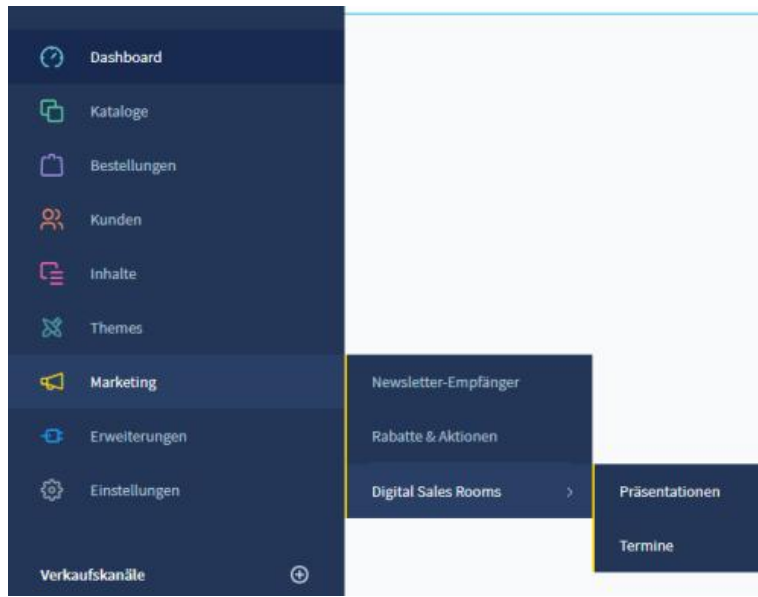 Dashboard
Kataloge
Bestellungen
Kunden
Inhalte
Themes
Marketing
Newsletter-Empfänger
Erweiterungen
Rabatte & Aktionen
Einstellungen
Digital Sales Rooms
Präsentationen
Termine
Verkaufskanäle